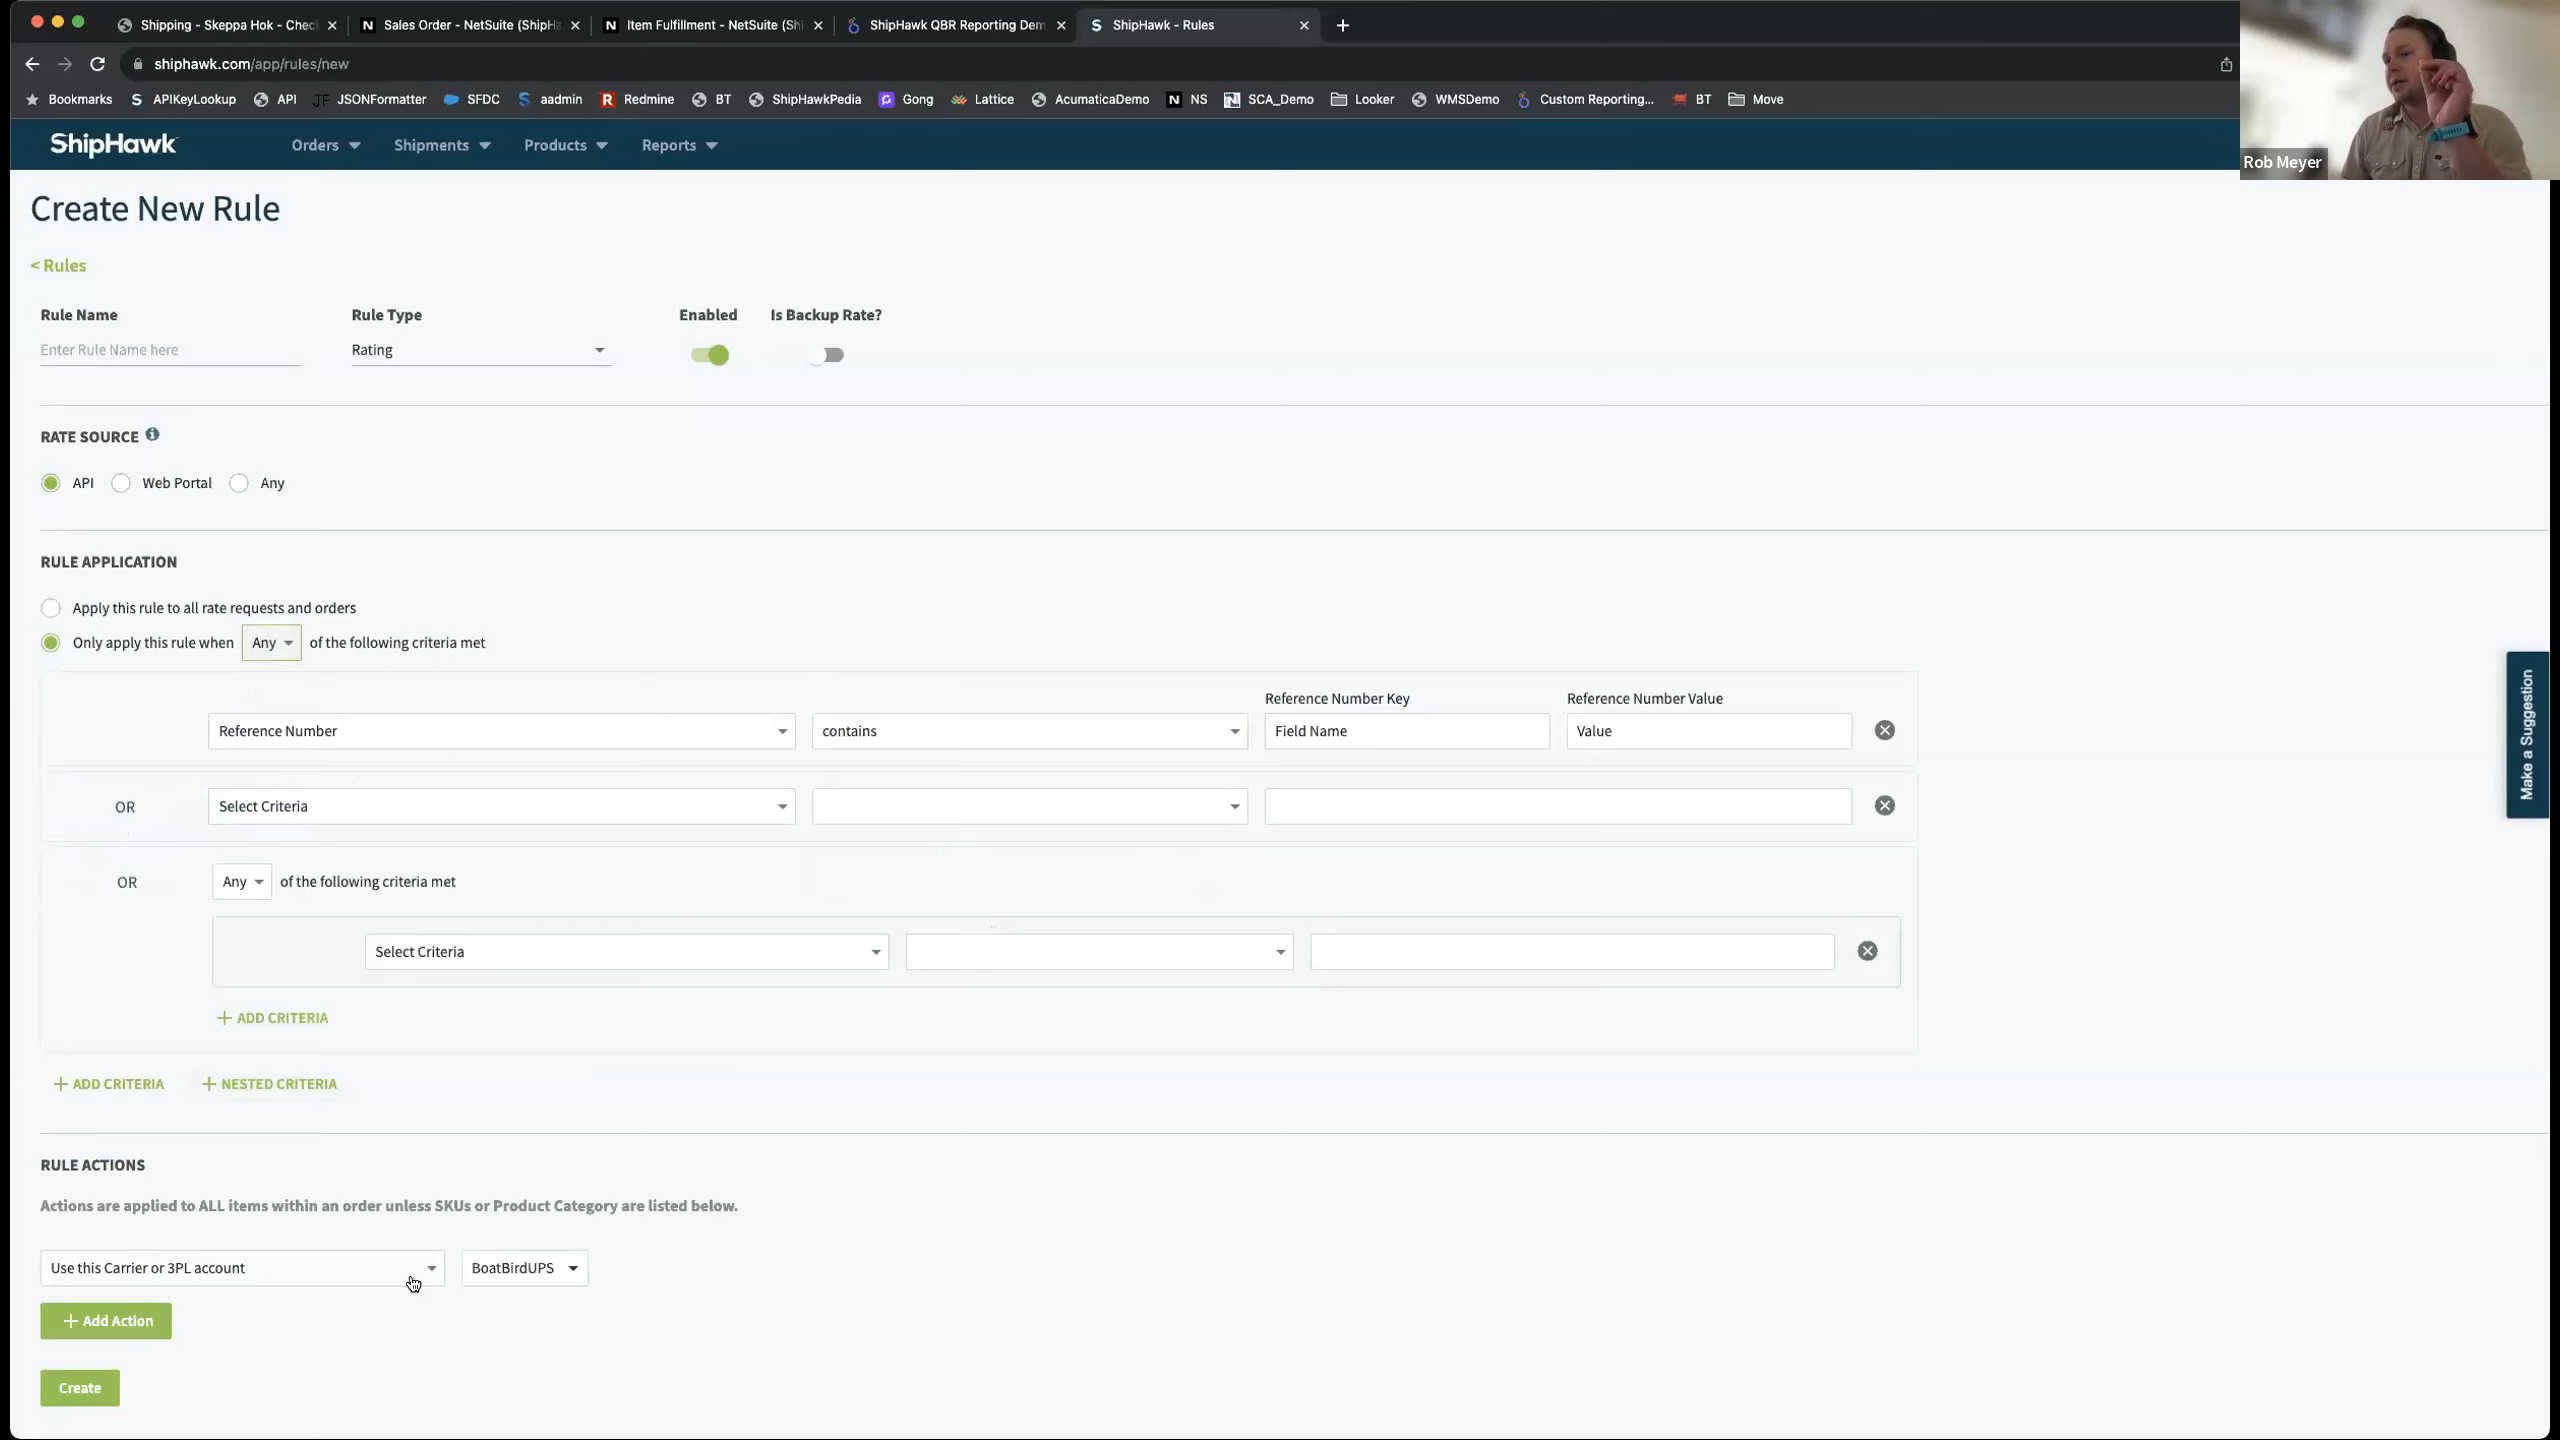 Shipping - Skeppa Hok - Chec
Sales Order - NetSuite (ShipHa
Item Fulfillment - NetSuite (Shi
ShipHawk QBR Reporting Dem
ShipHawk - Rules
shiphawk.com/app/rules/new
Bookmarks APIKeyLookup API JSONFormatter SFDC aadmin Redmine BT ShipHawkPedia Gong Lattice AcumaticaDemo NS SCA_Demo Looker WMSDemo Custom Reporting... BT Move
Rob Meyer
ShipHawk Orders Shipments Products Reports
Create New Rule
< Rules
Rule Name Rule Type Enabled Is Backup Rate?
Enter Rule Name here Rating
RATE SOURCE
API Web Portal Any
RULE APPLICATION
Apply this rule to all rate requests and orders
Only apply this rule when Any of the following criteria met
Reference Number Key Reference Number Value
Reference Number contains Field Name Value
OR Select Criteria
OR Any of the following criteria met
Select Criteria
+ ADD CRITERIA
+ ADD CRITERIA + NESTED CRITERIA
RULE ACTIONS
Actions are applied to ALL items within an order unless SKUs or Product Category are listed below.
Use this Carrier or 3PL account BoatBirdUPS
+ Add Action
Create
Make a Suggestion